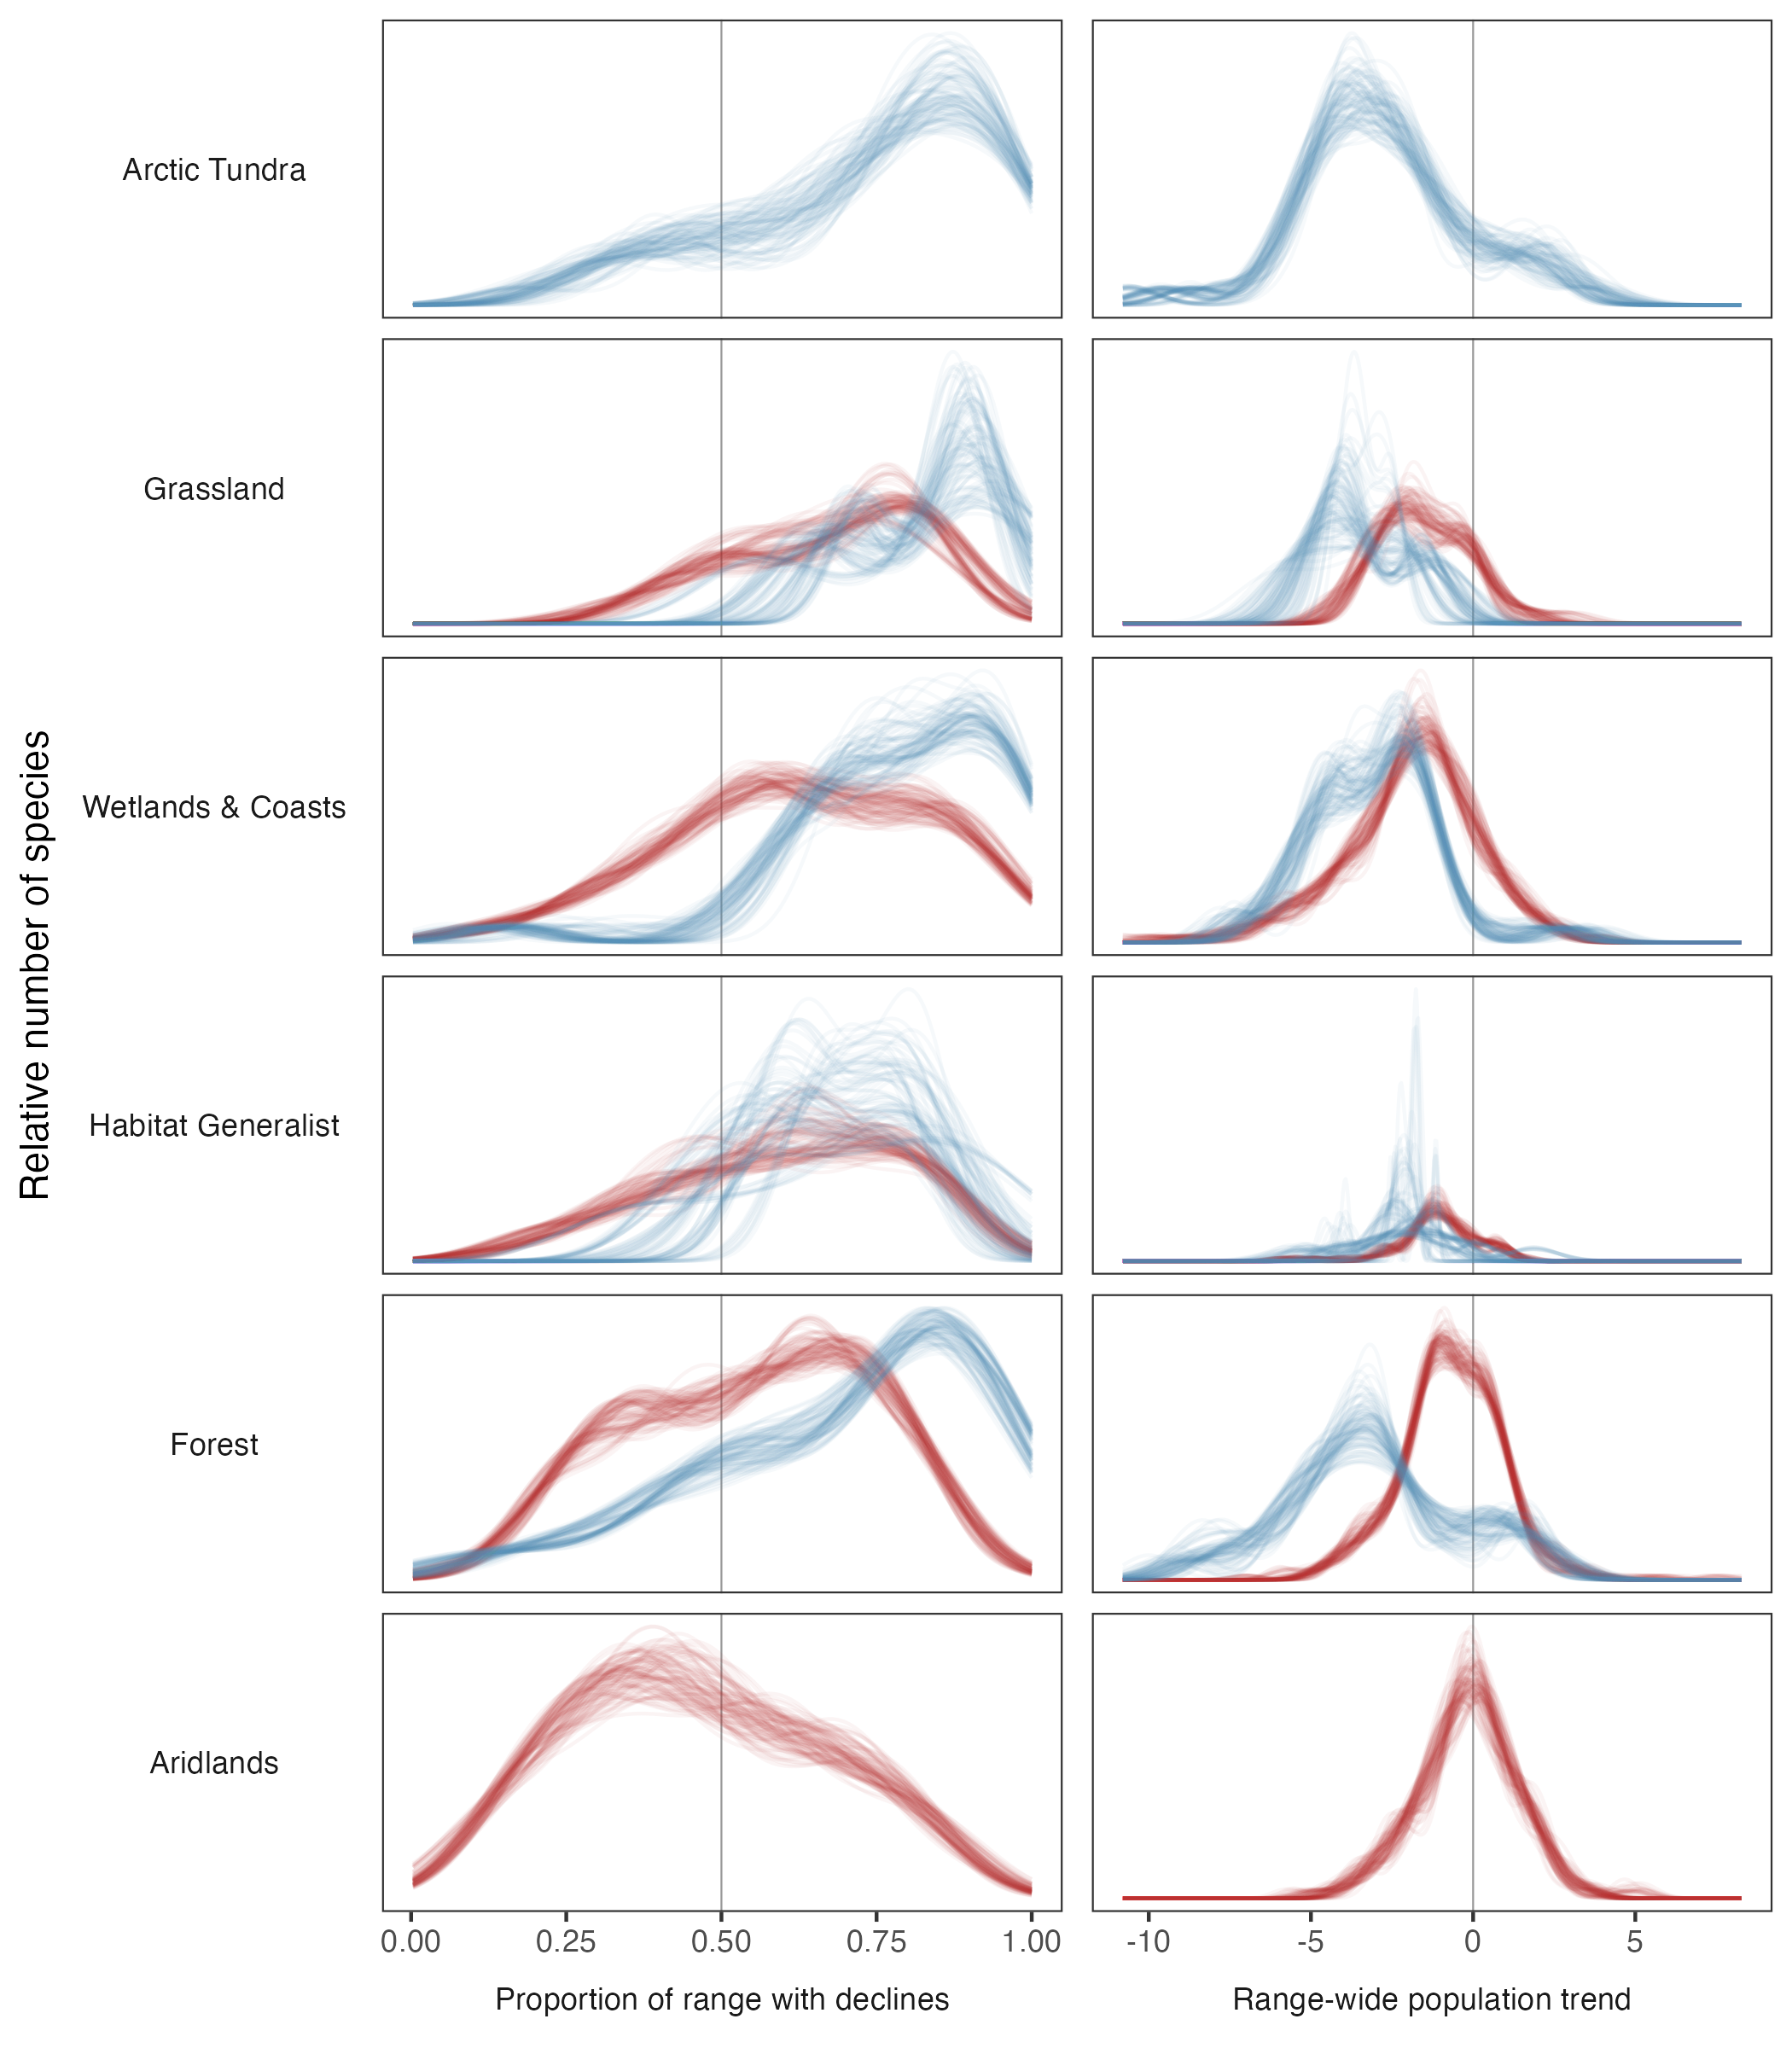 Relative number of species
Arctic Tundra
Grassland
Wetlands & Coasts
Habitat Generalist
Forest
Aridlands
0.00 0.25 0.50 0.75 1.00
-10 -5 0 5
Proportion of range with declines
Range-wide population trend